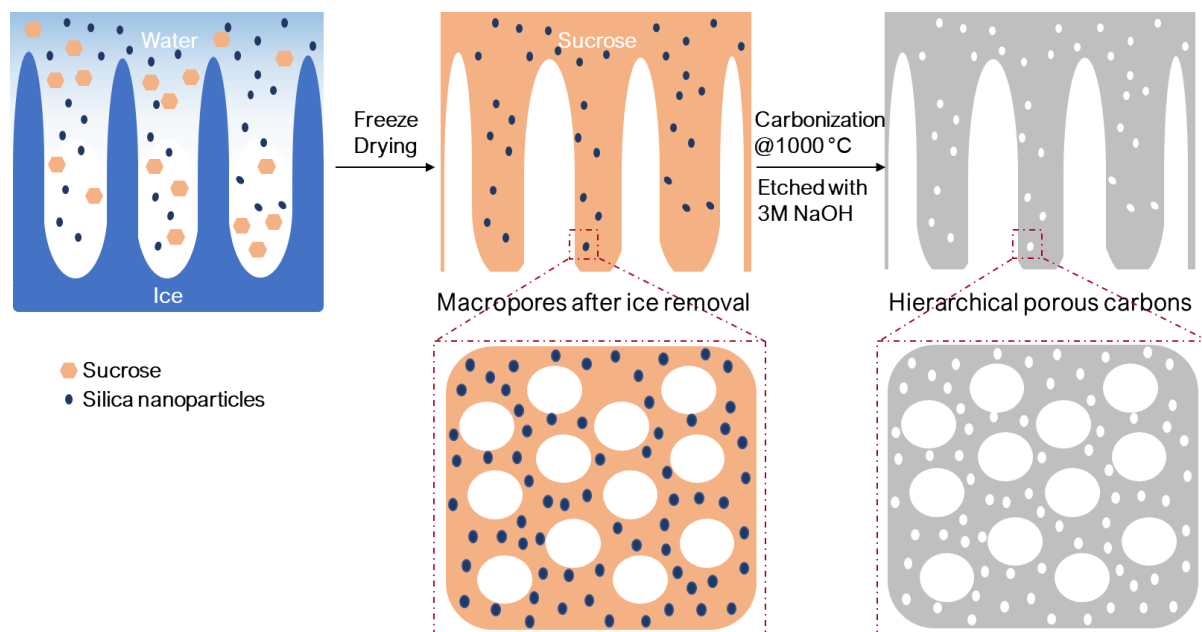 Water
Ice
Sucrose
Silica nanoparticles
Freeze
Drying
Sucrose
Macropores after ice removal
Carbonization
@1000 °C
Etched with
3M NaOH
Hierarchical porous carbons